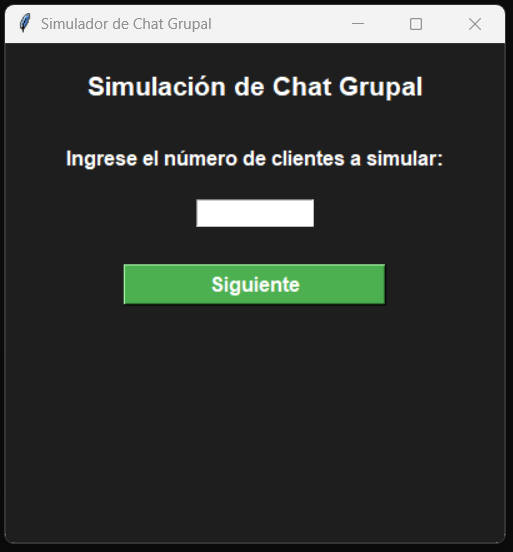 Simulador de Chat Grupal
Simulación de Chat Grupal
Ingrese el número de clientes a simular:
Siguiente